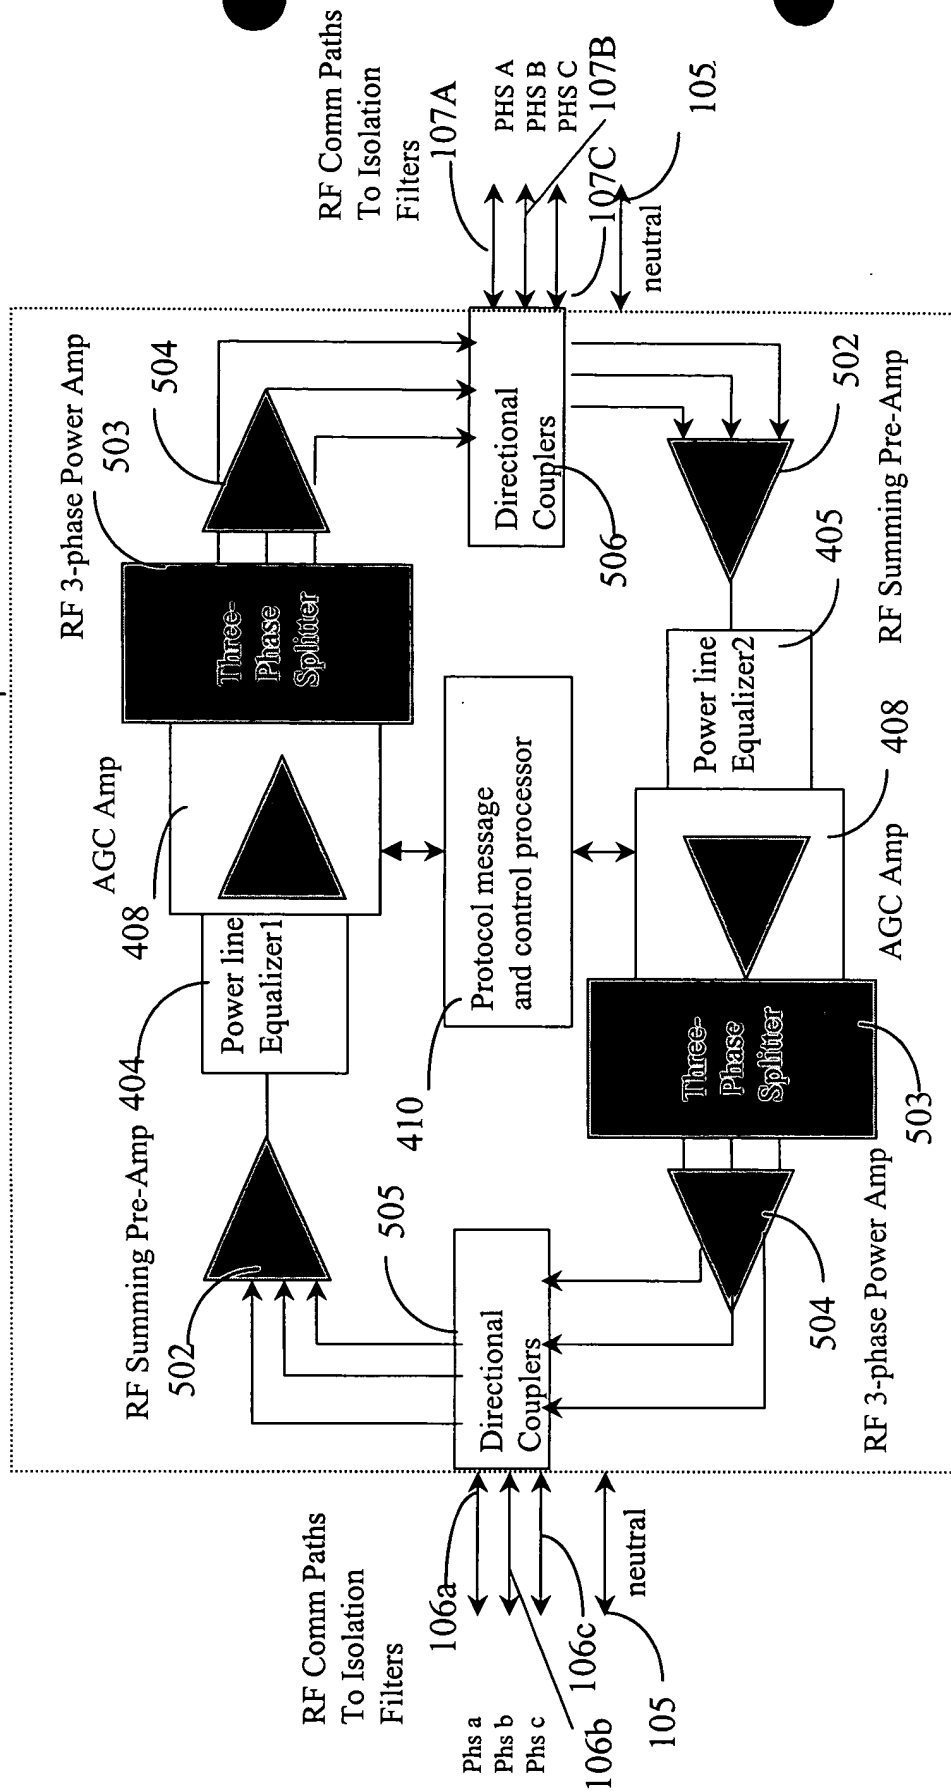 RF Comm Paths
To Isolation
Filters
106a
Phs a
Phs b
Phs c
106b
106c
105
neutral
RF Summing Pre-Amp
502
404
Power line
Equalizer1
408
AGC Amp
Three-
Phase
Splitter
RF 3-phase Power Amp
503
504
505
Directional
Couplers
410
Protocol message
and control processor
Directional
Couplers
506
RF Comm Paths
To Isolation
Filters
107A
PHS A
PHS B
PHS C
107B
107C
105
neutral
RF 3-phase Power Amp
504
Three-
Phase
Splitter
503
AGC Amp
408
Power line
Equalizer2
405
RF Summing Pre-Amp
502